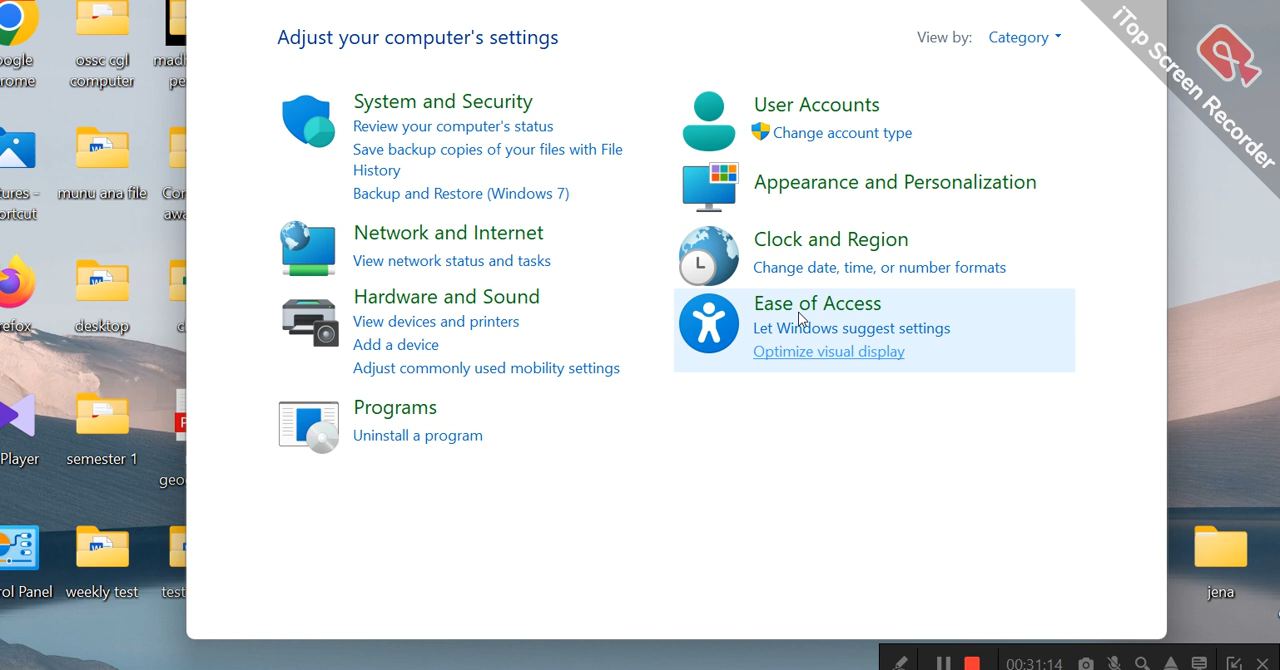 Adjust your computer's settings
View by: Category
System and Security
Review your computer's status
Save backup copies of your files with File
History
Backup and Restore (Windows 7)
Network and Internet
View network status and tasks
Hardware and Sound
View devices and printers
Add a device
Adjust commonly used mobility settings
Programs
Uninstall a program
User Accounts
Change account type
Appearance and Personalization
Clock and Region
Change date, time, or number formats
Ease of Access
Let Windows suggest settings
Optimize visual display
ossc cgl
computer
munu ana file
desktop
Player
semester 1
Panel
weekly test
jena
iTop Screen Recorder
00:31:14